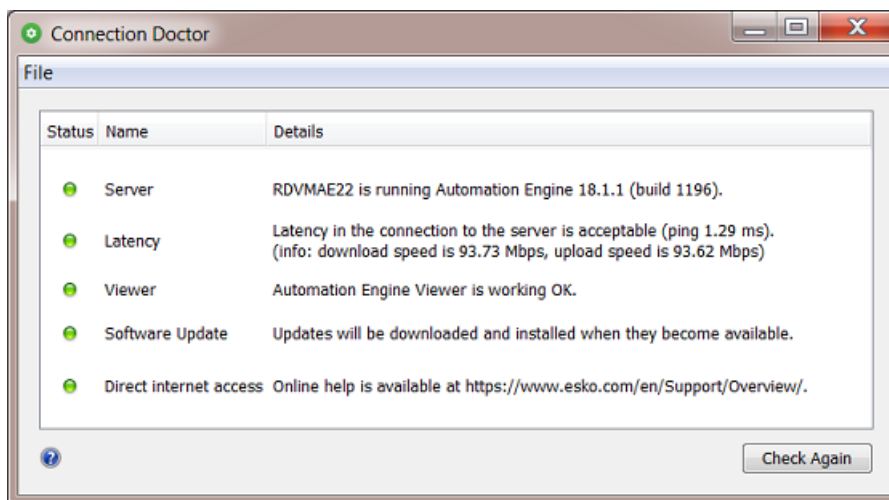 Connection Doctor
File
Status Name Details
Server RDVMAE22 is running Automation Engine 18.1.1 (build 1196).
Latency Latency in the connection to the server is acceptable (ping 1.29 ms).
(info: download speed is 93.73 Mbps, upload speed is 93.62 Mbps)
Viewer Automation Engine Viewer is working OK.
Software Update Updates will be downloaded and installed when they become available.
Direct internet access Online help is available at https://www.esko.com/en/Support/Overview/.
Check Again